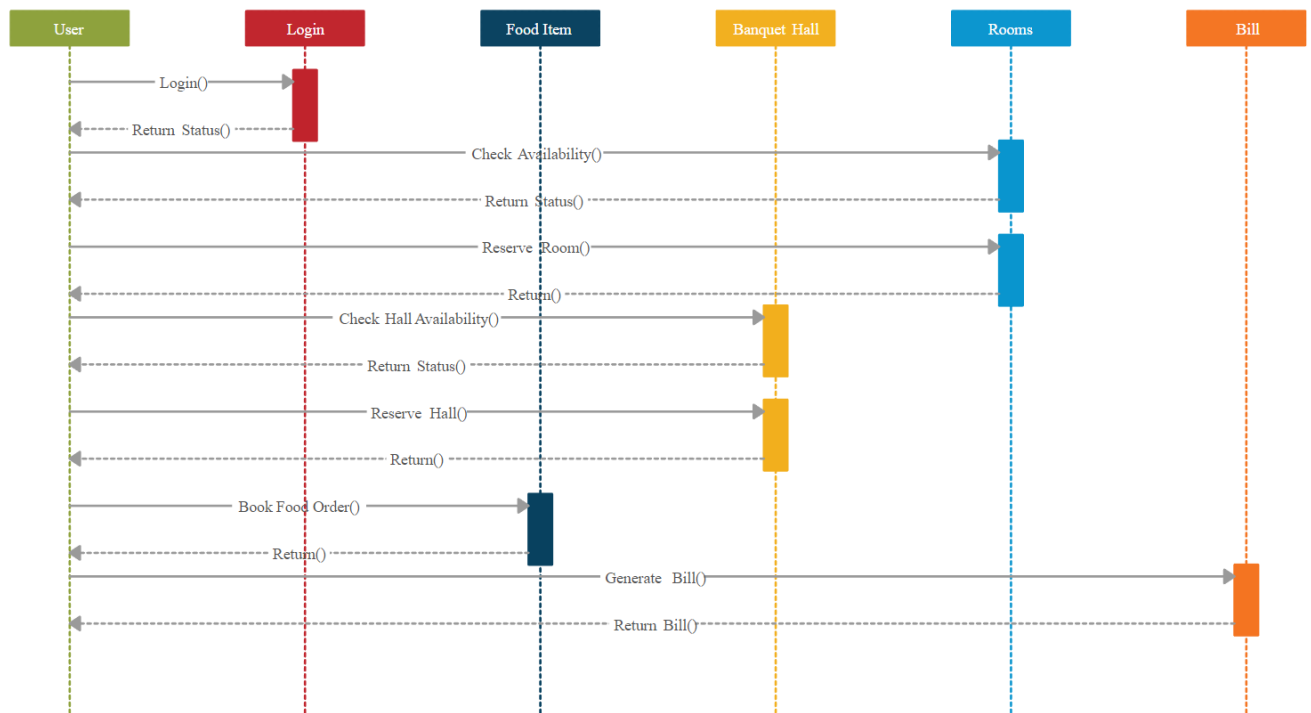 User
Login
Food Item
Banquet Hall
Rooms
Bill
Login()
Return Status()
Check Availability()
Return Status()
Reserve Room()
Return()
Check Hall Availability()
Return Status()
Reserve Hall()
Return()
Book Food Order()
Return()
Generate Bill()
Return Bill()